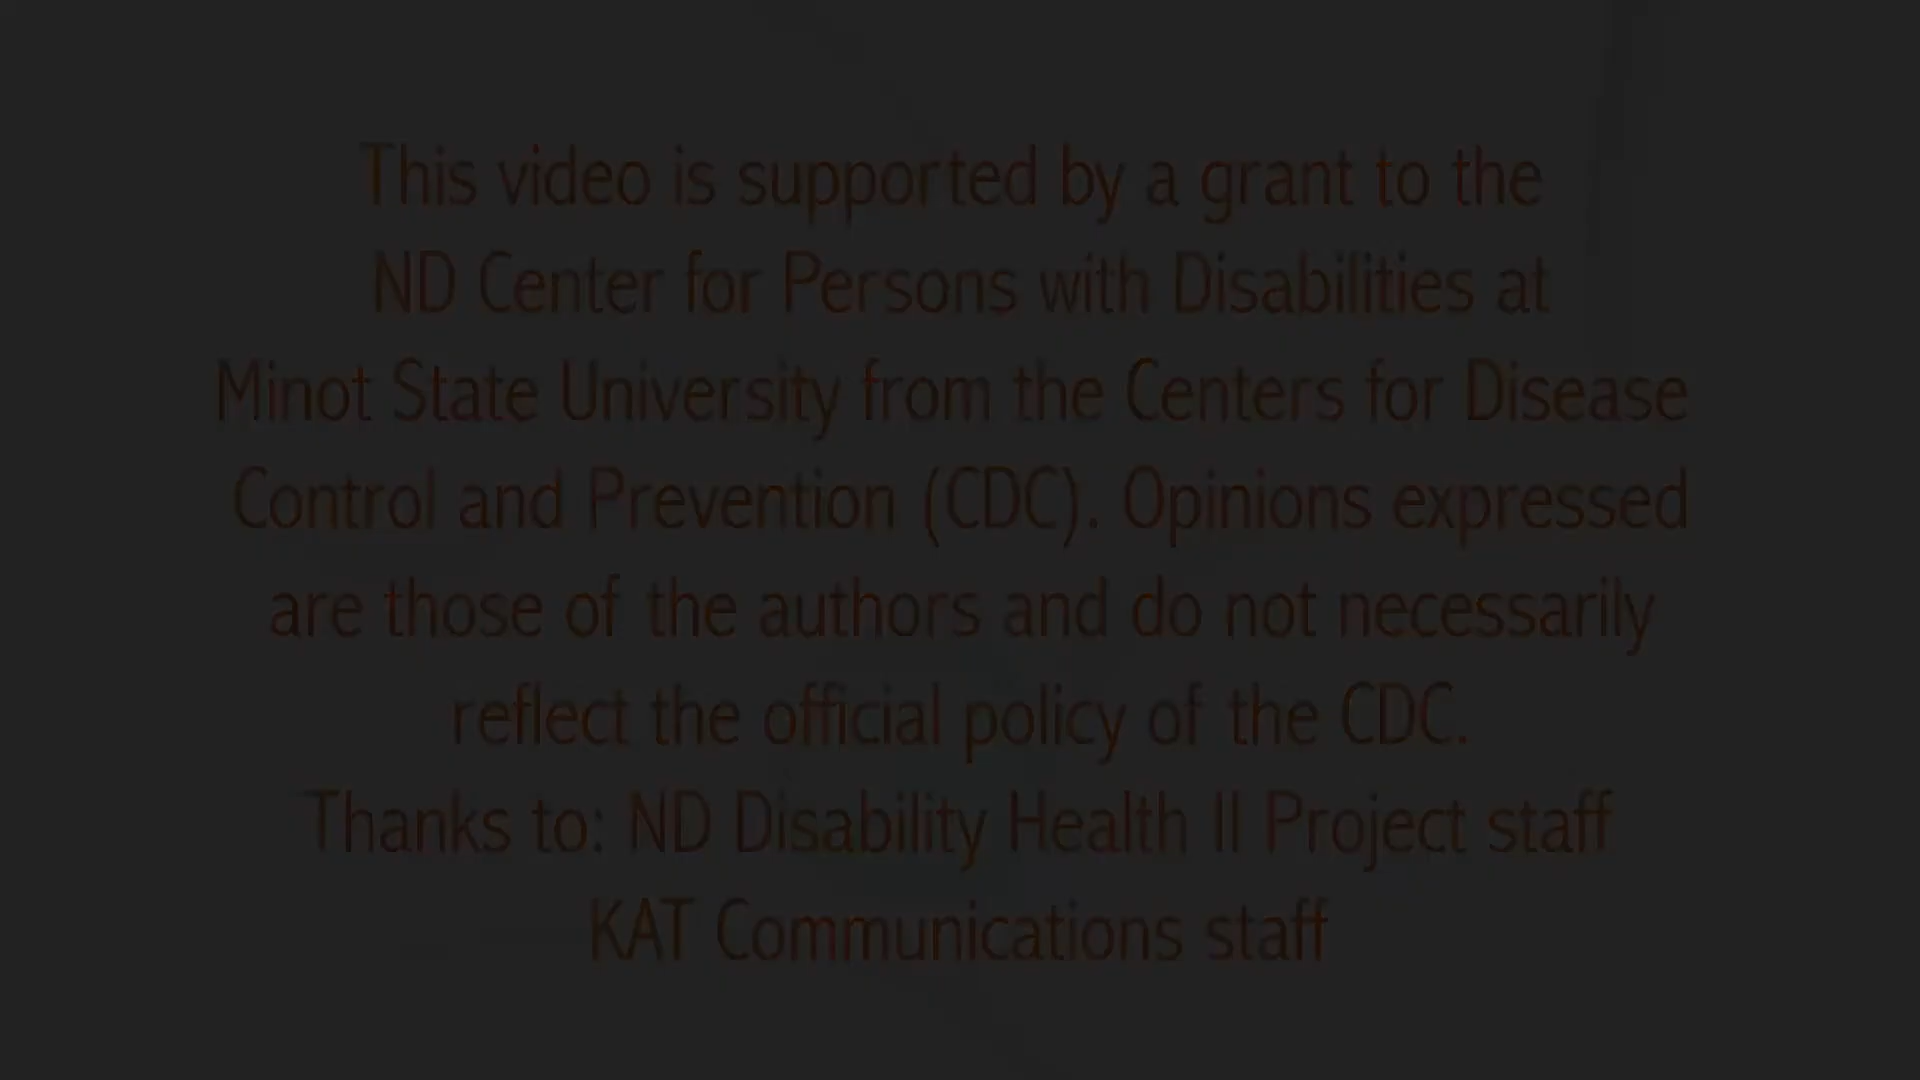 This video is supported by a grant to the
ND Center for Persons with Disabilities at
Minot State University from the Centers for Disease
Control and Prevention (CDC). Opinions expressed
are those of the authors and do not necessarily
reflect the official policy of the CDC.
Thanks to: ND Disability Health II Project staff
KAT Communications staff